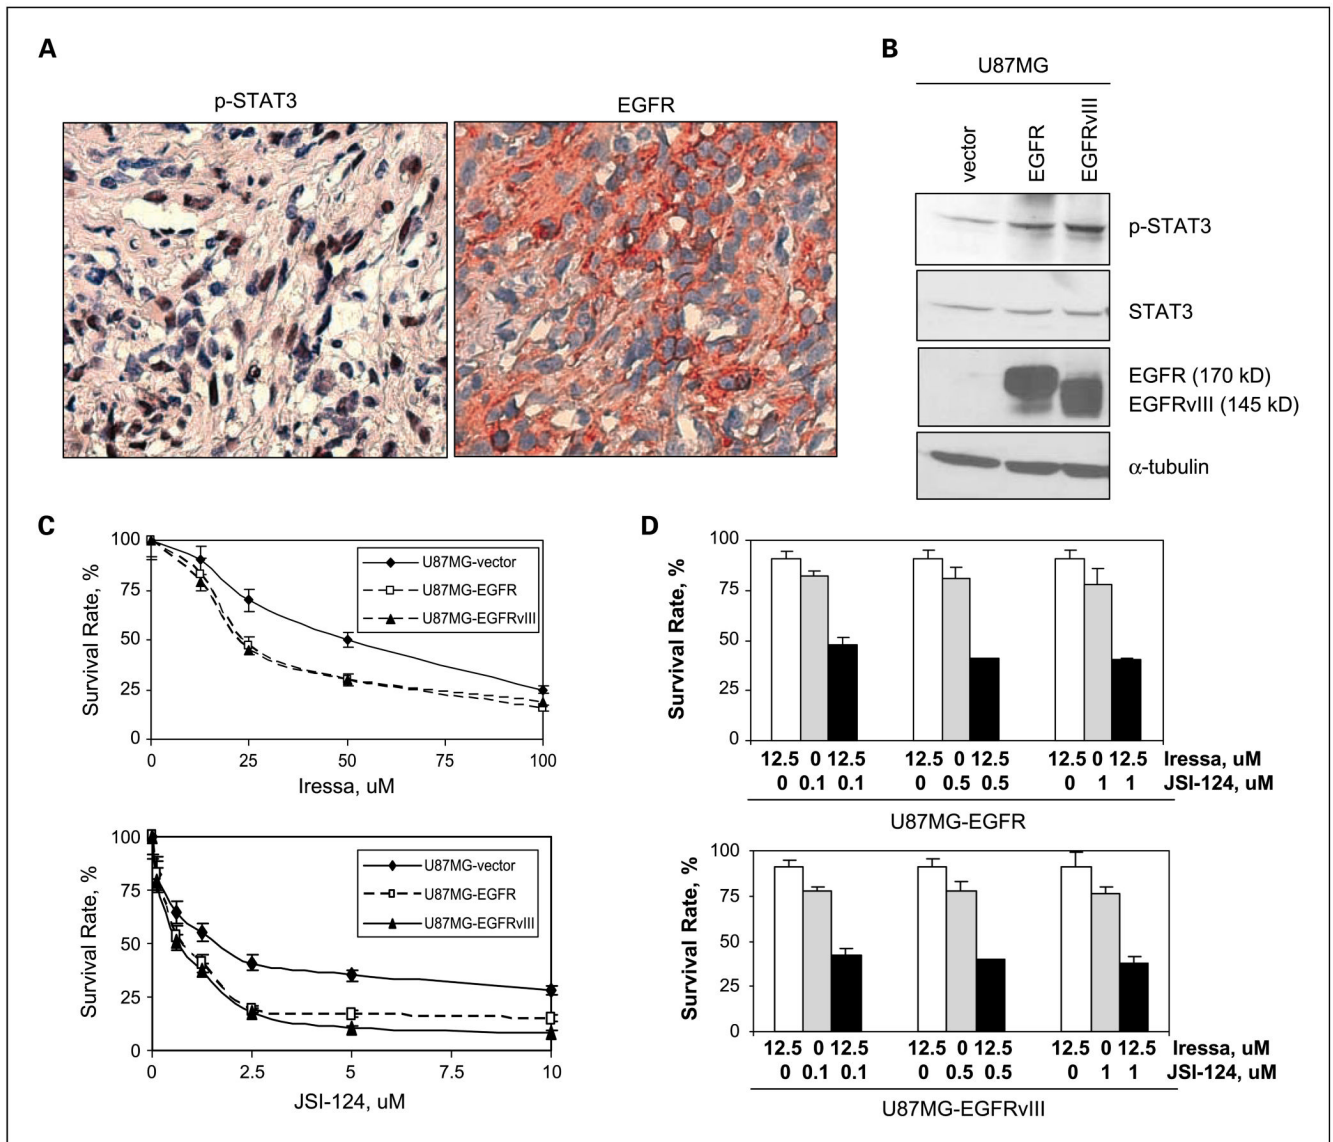 A
p-STAT3
EGFR
B
U87MG
vector
EGFR
EGFRvIII
p-STAT3
STAT3
EGFR (170 kD)
EGFRvIII (145 kD)
α-tubulin
C
Survival Rate, %
100
75
50
25
0
U87MG-vector
U87MG-EGFR
U87MG-EGFRvIII
0 25 50 75 100
Iressa, uM
Survival Rate, %
100
75
50
25
0
U87MG-vector
U87MG-EGFR
U87MG-EGFRvIII
0 2.5 5 7.5 10
JSI-124, uM
D
Survival Rate, %
100
75
50
25
0
12.5 0 12.5 12.5 0 12.5 12.5 0 12.5 Iressa, uM
0 0.1 0.1 0 0.5 0.5 0 1 1 JSI-124, uM
U87MG-EGFR
Survival Rate, %
100
75
50
25
0
12.5 0 12.5 12.5 0 12.5 12.5 0 12.5 Iressa, uM
0 0.1 0.1 0 0.5 0.5 0 1 1 JSI-124, uM
U87MG-EGFRvIII